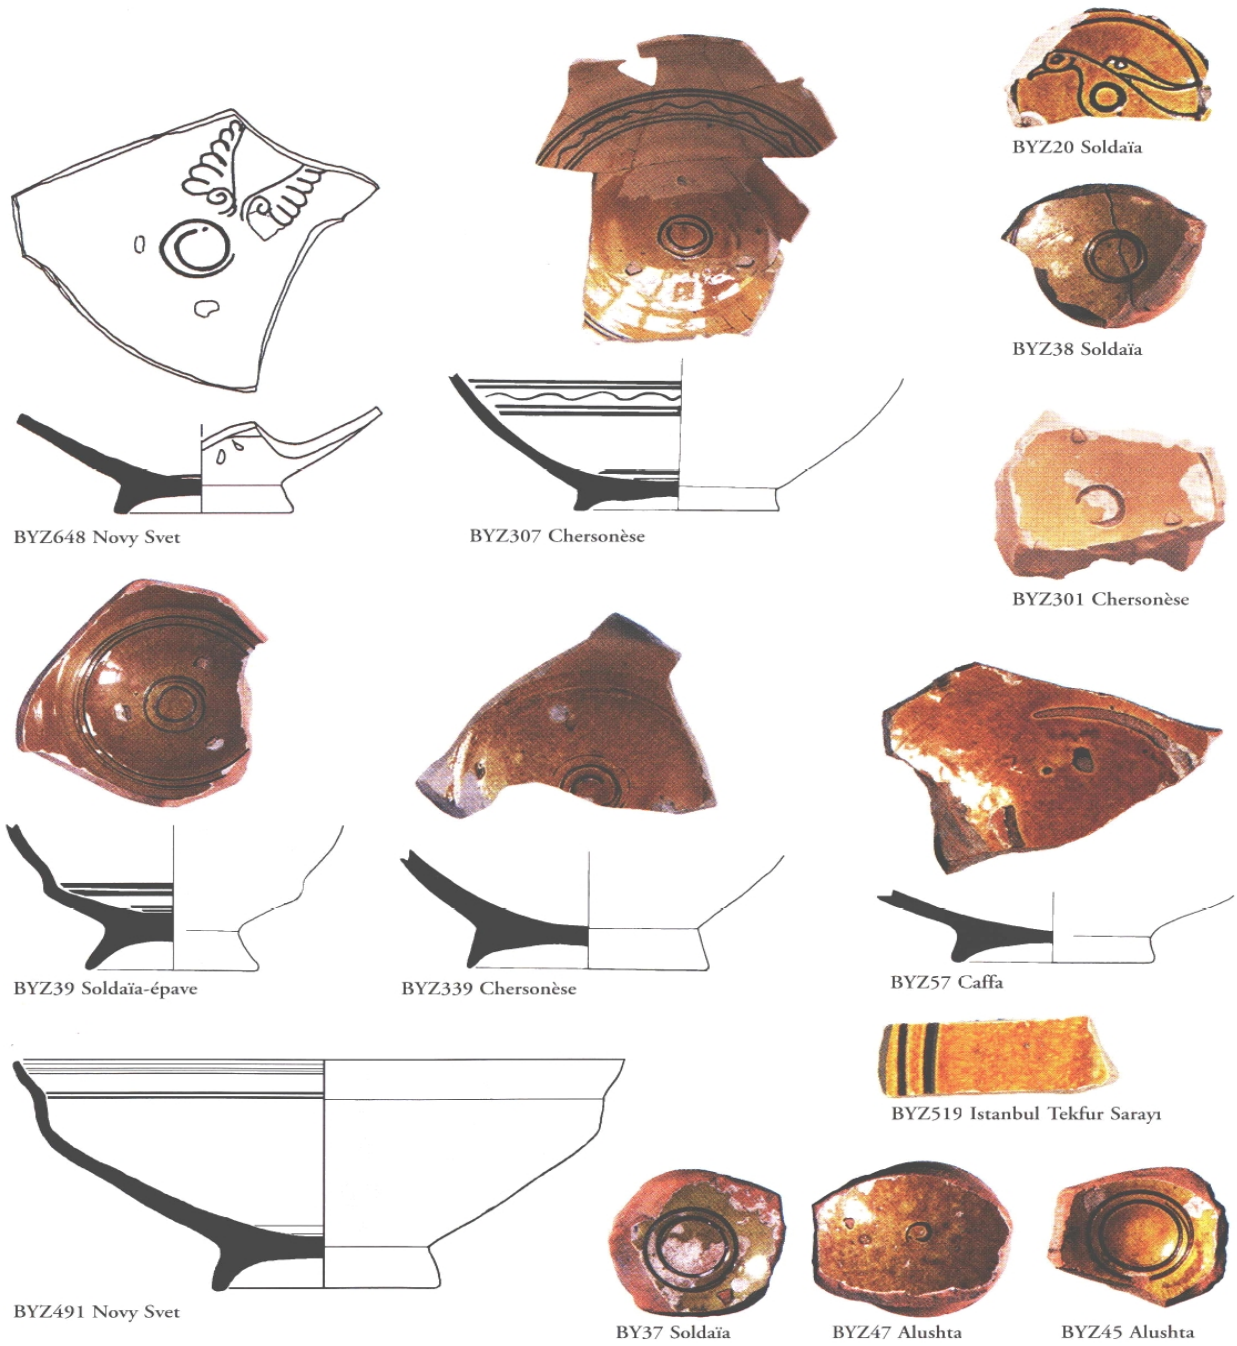 BYZ20 Soldaïa
BYZ38 Soldaïa
BYZ648 Novy Svet
BYZ307 Chersonèse
BYZ301 Chersonèse
BYZ39 Soldaïa-épave
BYZ339 Chersonèse
BYZ57 Caffa
BYZ519 Istanbul Tekfur Sarayı
BYZ491 Novy Svet
BY37 Soldaïa
BYZ47 Alushta
BYZ45 Alushta